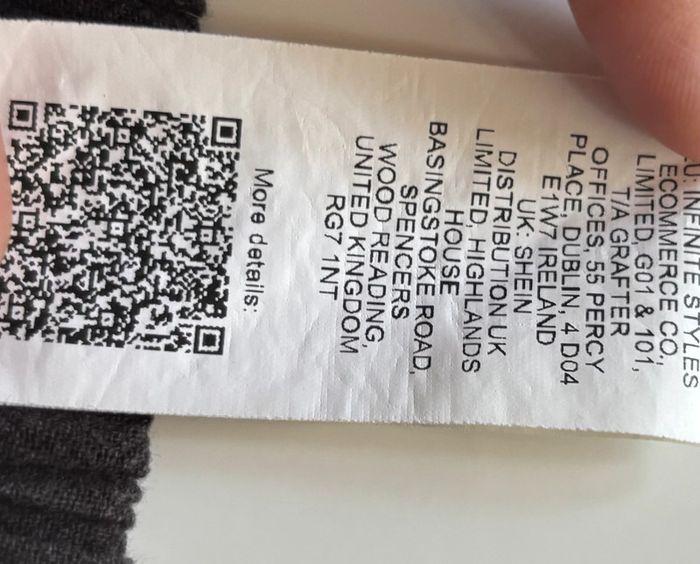 EU: INFINITE STYLES
ECOMMERCE CO.,
LIMITED, G01 & 101,
T/A GRAFTER
OFFICES, 55 PERCY
PLACE, DUBLIN, 4 D04
E1W7 IRELAND
UK: SHEIN
DISTRIBUTION UK
LIMITED, HIGHLANDS
HOUSE
BASINGSTOKE ROAD,
SPENCERS
WOOD READING,
UNITED KINGDOM
RG7 1NT
More details: